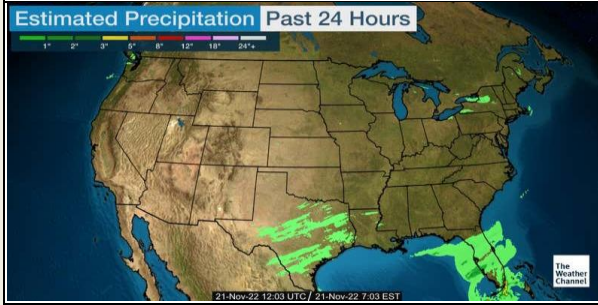 Estimated Precipitation Past 24 Hours
1" 2" 3" 5" 8" 12" 18" 24"+
The
Weather
Channel
21-Nov-22 12:03 UTC / 21-Nov-22 7:03 EST